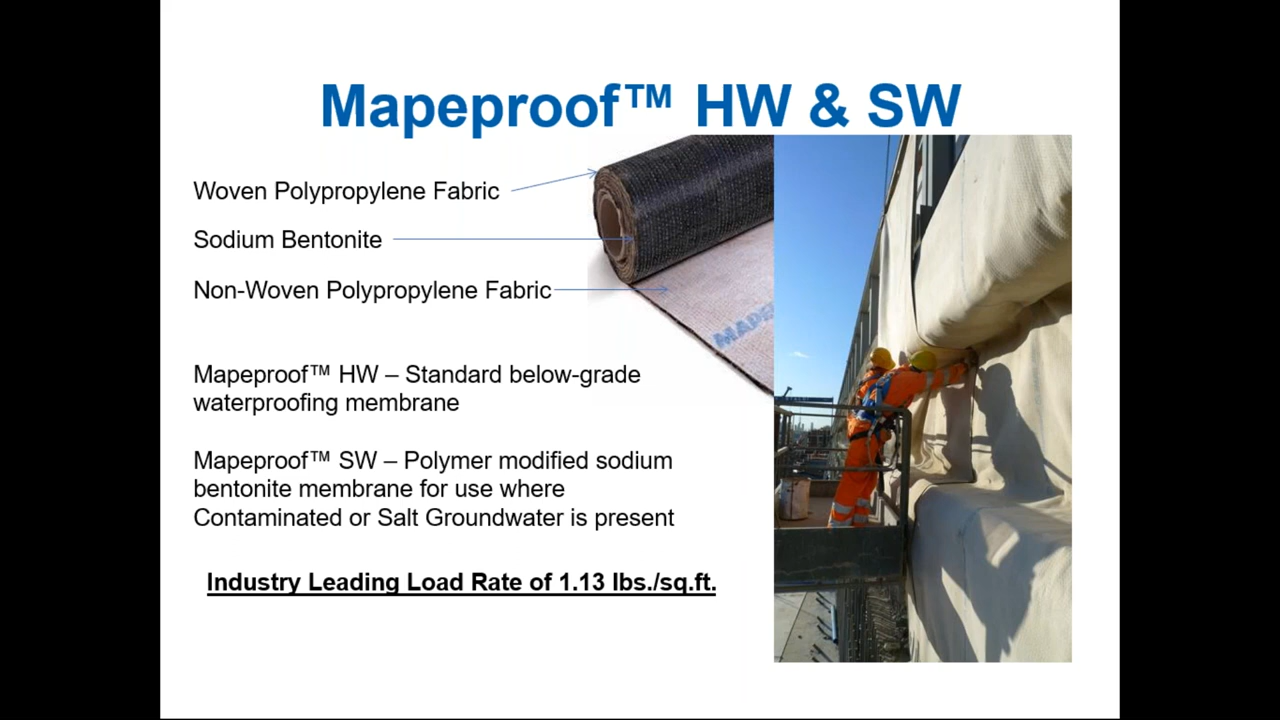 Mapeproof™ HW & SW
Woven Polypropylene Fabric
Sodium Bentonite
Non-Woven Polypropylene Fabric
Mapeproof™ HW – Standard below-grade
waterproofing membrane
Mapeproof™ SW – Polymer modified sodium
bentonite membrane for use where
Contaminated or Salt Groundwater is present
Industry Leading Load Rate of 1.13 lbs./sq.ft.